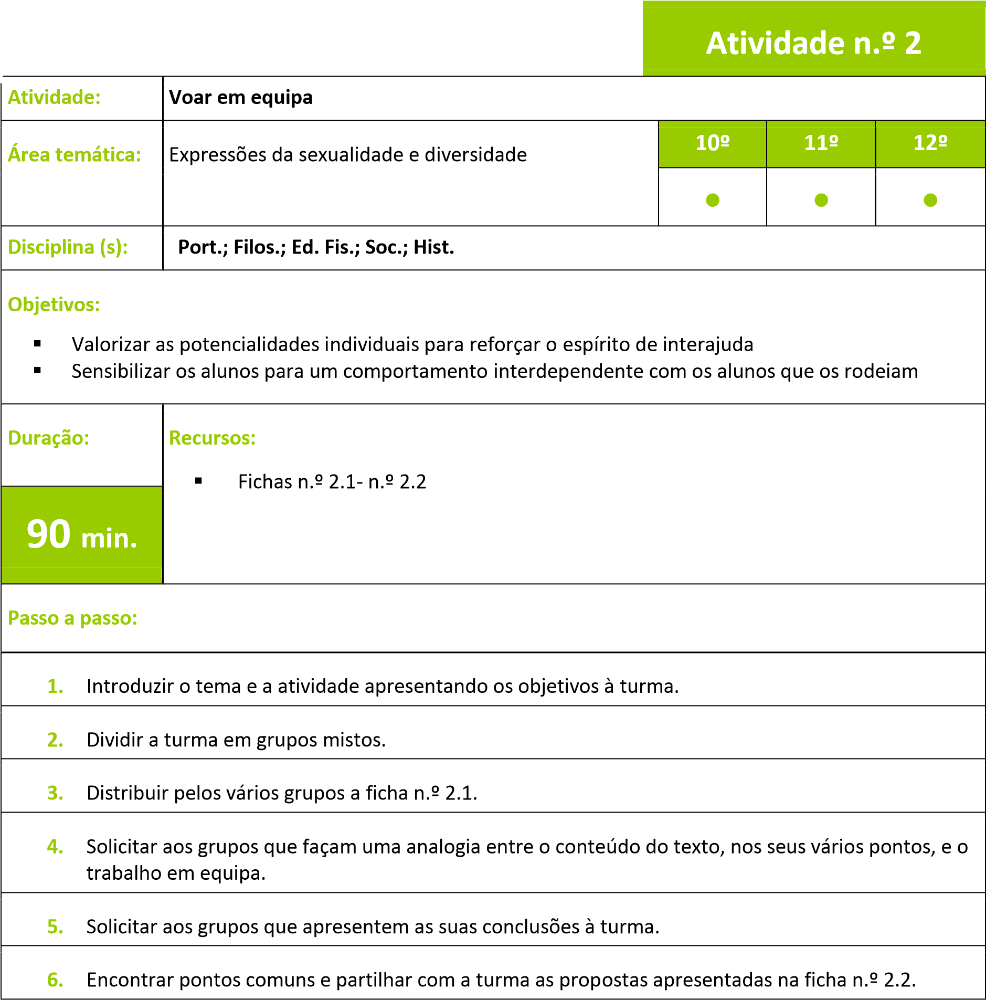 Atividade n.º 2
Atividade:
Voar em equipa
Área temática:
Expressões da sexualidade e diversidade
10º
11º
12º
Disciplina (s):
Port.; Filos.; Ed. Fis.; Soc.; Hist.
Objetivos:
▪ Valorizar as potencialidades individuais para reforçar o espírito de interajuda
▪ Sensibilizar os alunos para um comportamento interdependente com os alunos que os rodeiam
Duração:
Recursos:
▪ Fichas n.º 2.1- n.º 2.2
90 min.
Passo a passo:
1. Introduzir o tema e a atividade apresentando os objetivos à turma.
2. Dividir a turma em grupos mistos.
3. Distribuir pelos vários grupos a ficha n.º 2.1.
4. Solicitar aos grupos que façam uma analogia entre o conteúdo do texto, nos seus vários pontos, e o
trabalho em equipa.
5. Solicitar aos grupos que apresentem as suas conclusões à turma.
6. Encontrar pontos comuns e partilhar com a turma as propostas apresentadas na ficha n.º 2.2.